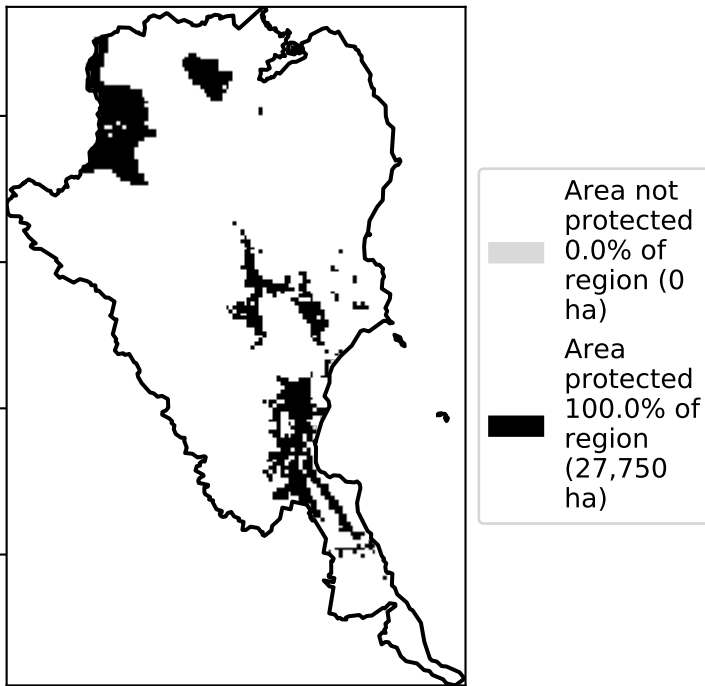 Area not
protected
0.0% of
region (0
ha)
Area
protected
100.0% of
region
(27,750
ha)